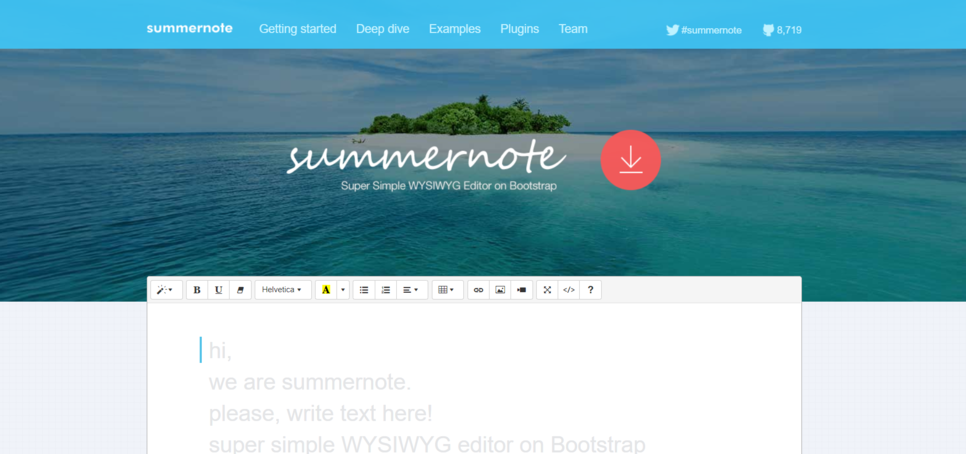 summernote Getting started Deep dive Examples Plugins Team #summernote 8,719
summernote
Super Simple WYSIWYG Editor on Bootstrap
B U Helvetica A </> ?
hi,
we are summernote.
please, write text here!
super simple WYSIWYG editor on Bootstrap